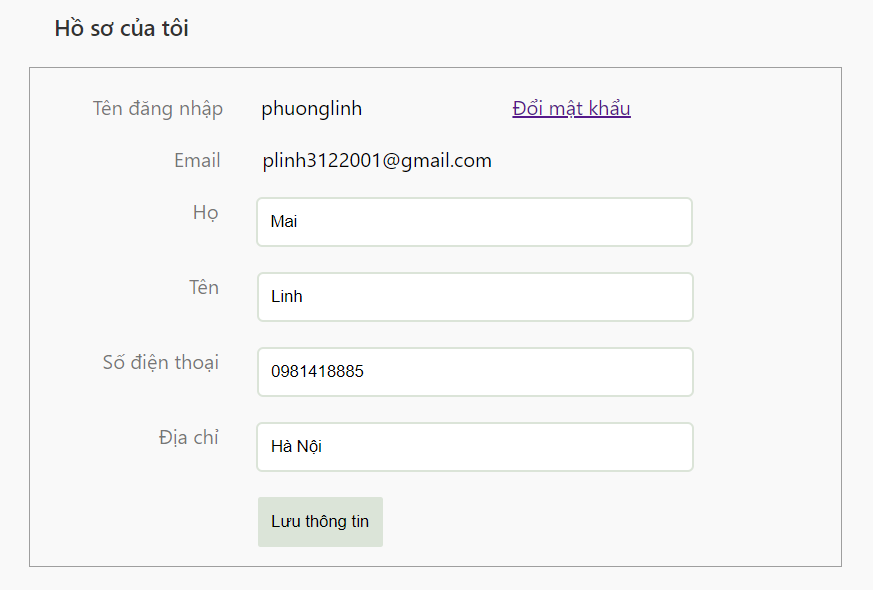 Hồ sơ của tôi
Tên đăng nhập phuonglinh Đổi mật khẩu
Email plinh3122001@gmail.com
Họ Mai
Tên Linh
Số điện thoại 0981418885
Địa chỉ Hà Nội
Lưu thông tin